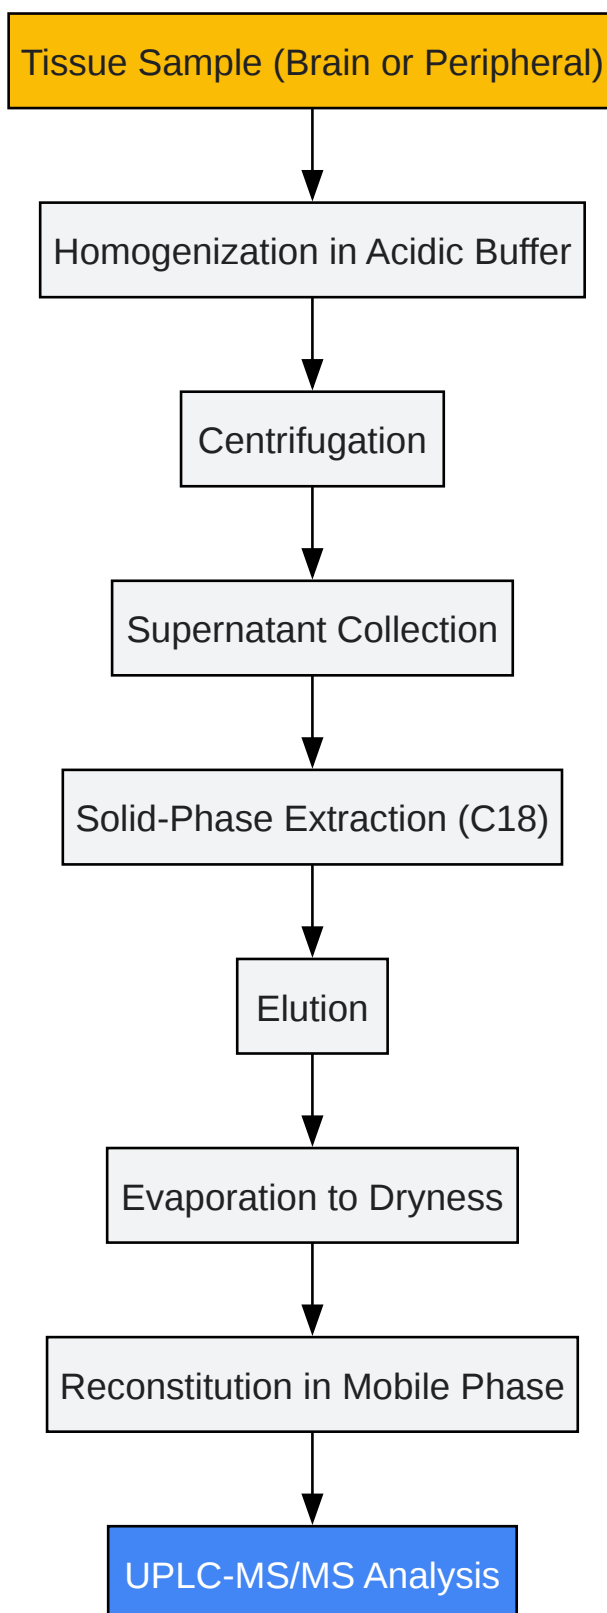 Tissue Sample (Brain or Peripheral)
Homogenization in Acidic Buffer
Centrifugation
Supernatant Collection
Solid-Phase Extraction (C18)
Elution
Evaporation to Dryness
Reconstitution in Mobile Phase
UPLC-MS/MS Analysis